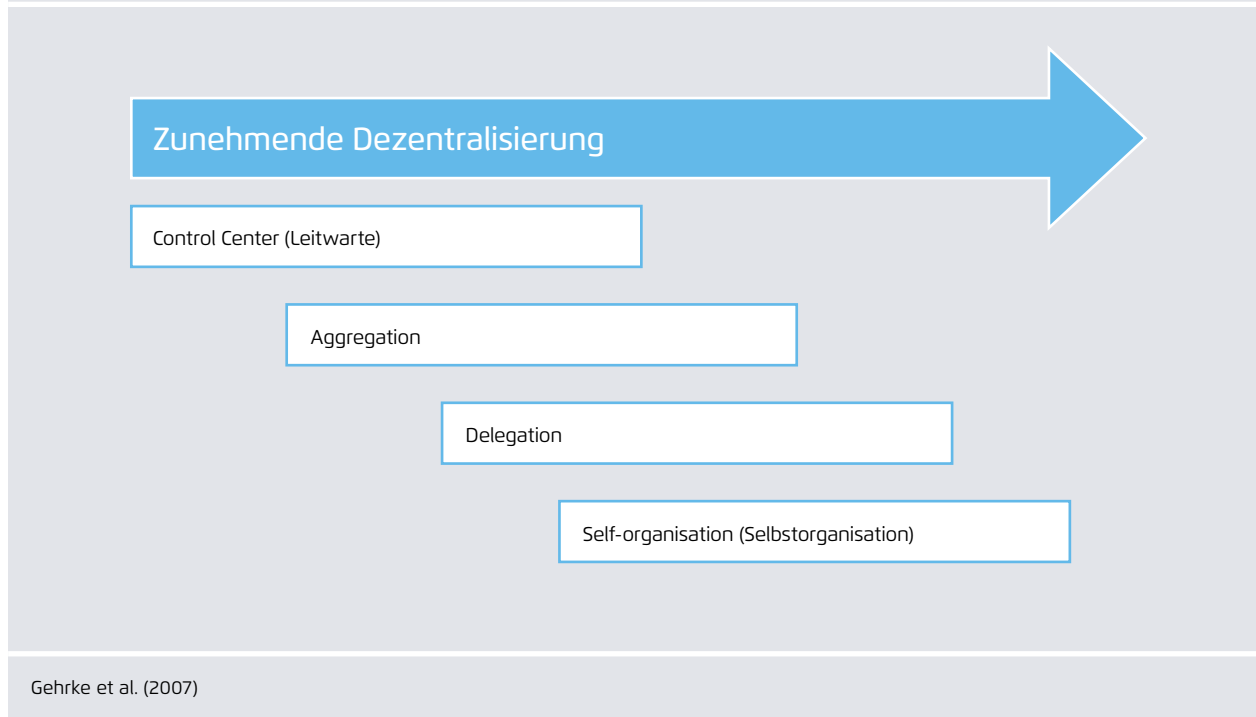 Zunehmende Dezentralisierung
Control Center (Leitwarte)
Aggregation
Delegation
Self-organisation (Selbstorganisation)
Gehrke et al. (2007)